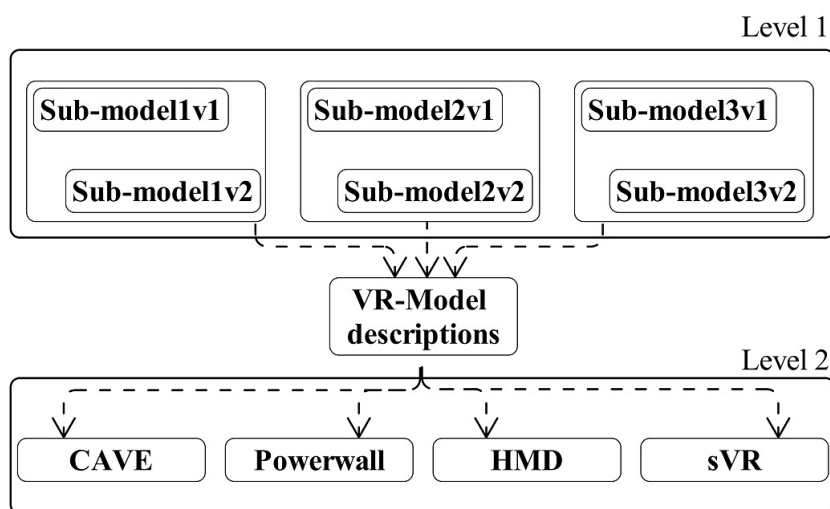 Level 1
Sub-model1v1
Sub-model2v1
Sub-model3v1
Sub-model1v2
Sub-model2v2
Sub-model3v2
VR-Model
descriptions
Level 2
CAVE
Powerwall
HMD
sVR